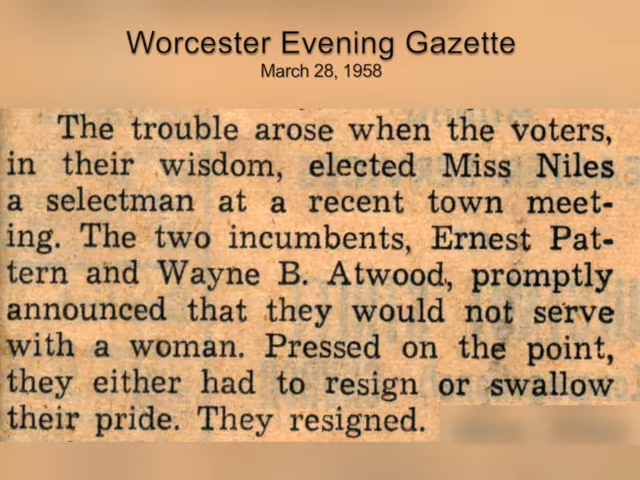 Worcester Evening Gazette
March 28, 1958
The trouble arose when the voters,
in their wisdom, elected Miss Niles
a selectman at a recent town meet-
ing. The two incumbents, Ernest Pat-
tern and Wayne B. Atwood, promptly
announced that they would not serve
with a woman. Pressed on the point,
they either had to resign or swallow
their pride. They resigned.